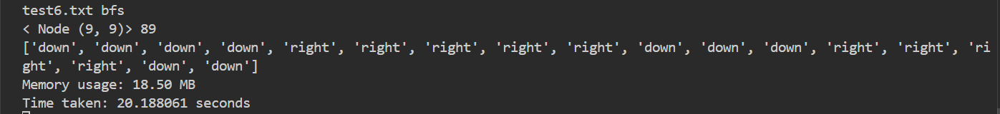 test6.txt bfs
< Node (9, 9)> 89
['down', 'down', 'down', 'down', 'right', 'right', 'right', 'right', 'right', 'down', 'down', 'down', 'right', 'right', 'ri
ght', 'right', 'down', 'down']
Memory usage: 18.50 MB
Time taken: 20.188061 seconds